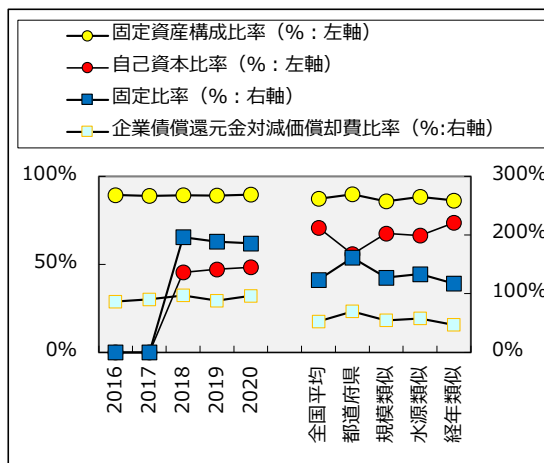 固定資産構成比率（％：左軸）
自己資本比率（％：左軸）
固定比率（％：右軸）
企業債償還元金対減価償却費比率（％:右軸）
100%
50%
0%
300%
200%
100%
0%
2016
2017
2018
2019
2020
全国平均
都道府県
規模類似
水源類似
経年類似